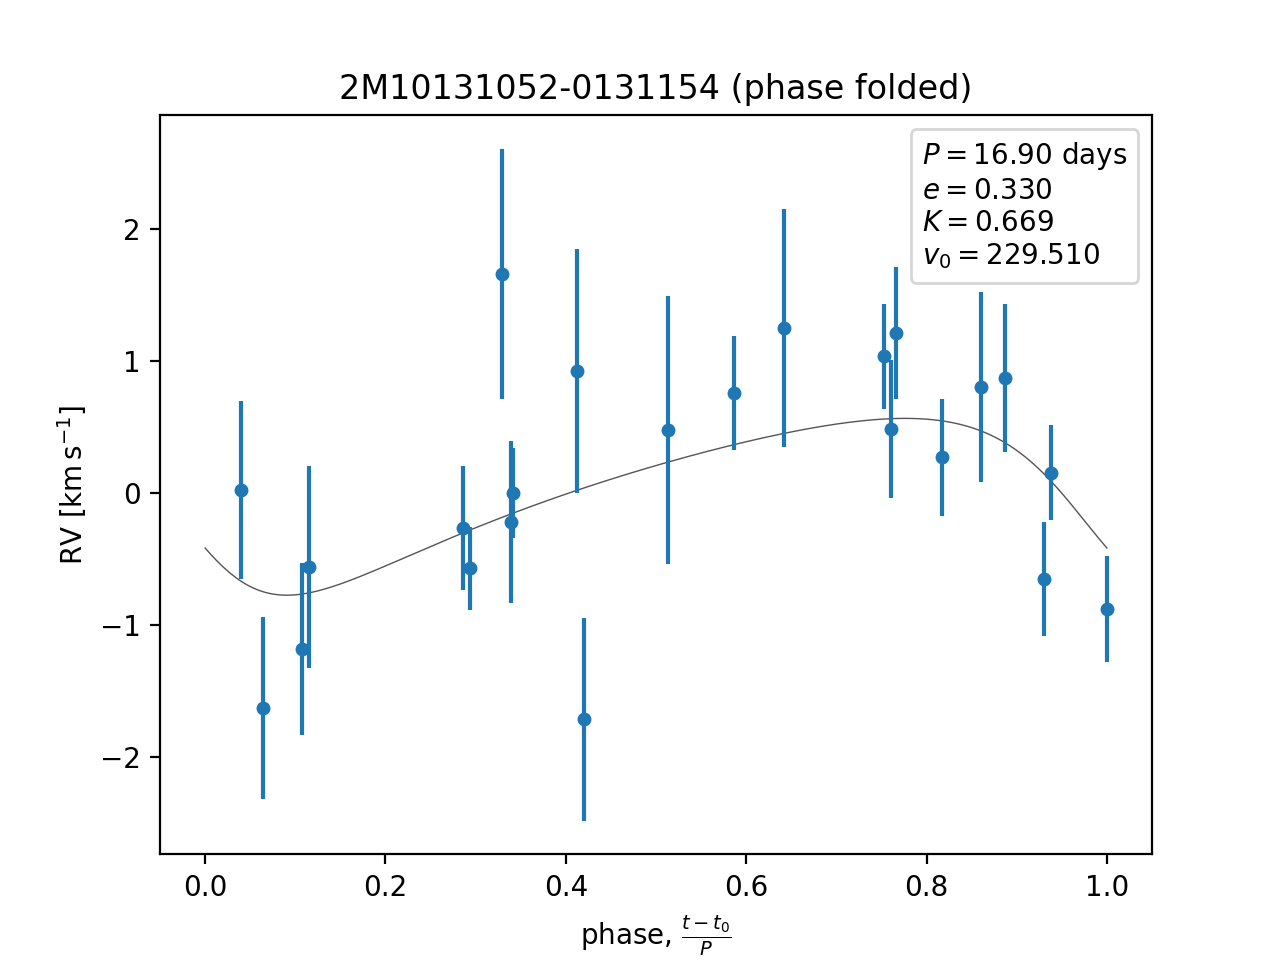 2M10131052-0131154 (phase folded)
P = 16.90 days
e = 0.330
K = 0.669
v₀ = 229.510
2
1
0
−1
−2
RV [km s⁻¹]
0.0 0.2 0.4 0.6 0.8 1.0
phase, (t − t₀)/P